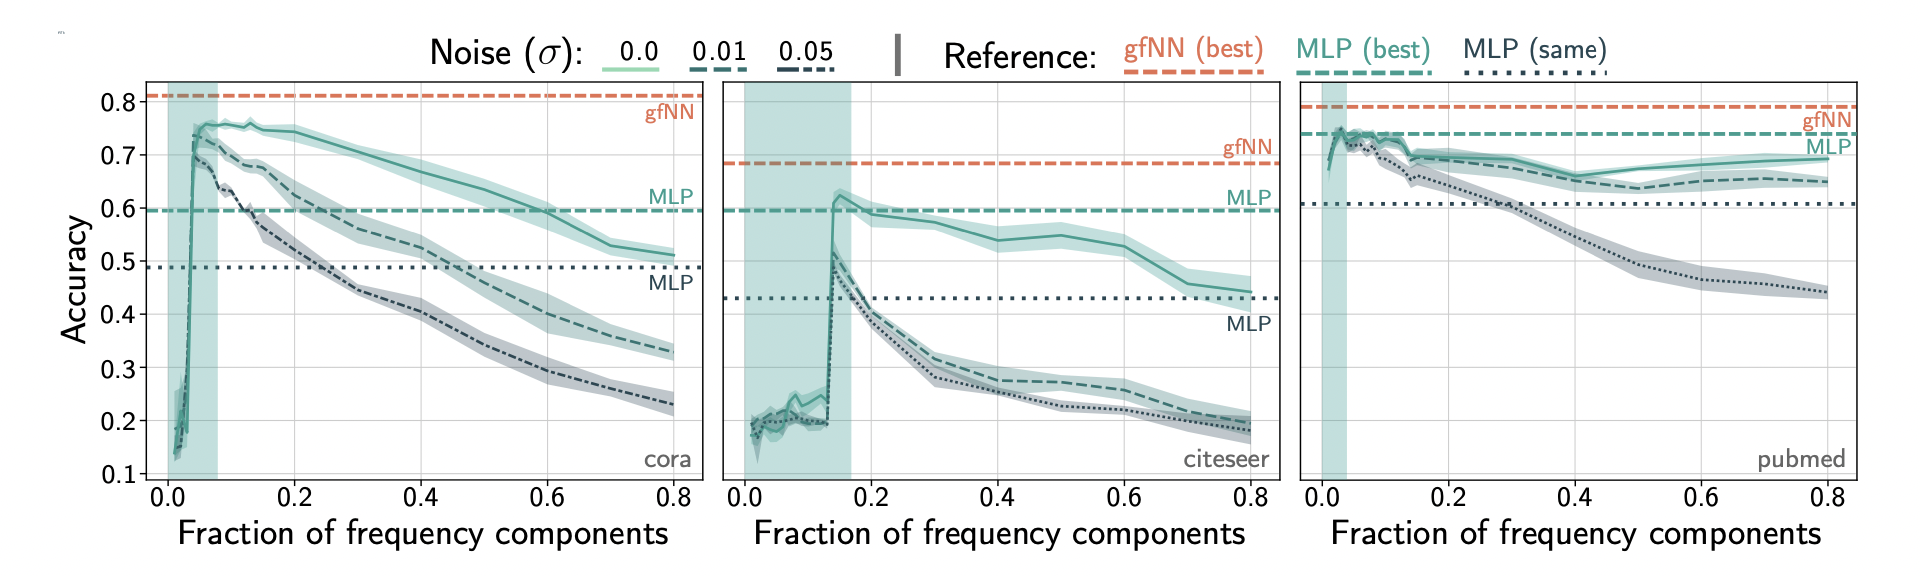 Noise (σ): 0.0 0.01 0.05 Reference: gfNN (best) MLP (best) MLP (same)
Accuracy
0.8
0.7
0.6
0.5
0.4
0.3
0.2
0.1
gfNN
MLP
MLP
cora
0.0 0.2 0.4 0.6 0.8
Fraction of frequency components
gfNN
MLP
MLP
citeseer
0.0 0.2 0.4 0.6 0.8
Fraction of frequency components
gfNN
MLP
pubmed
0.0 0.2 0.4 0.6 0.8
Fraction of frequency components